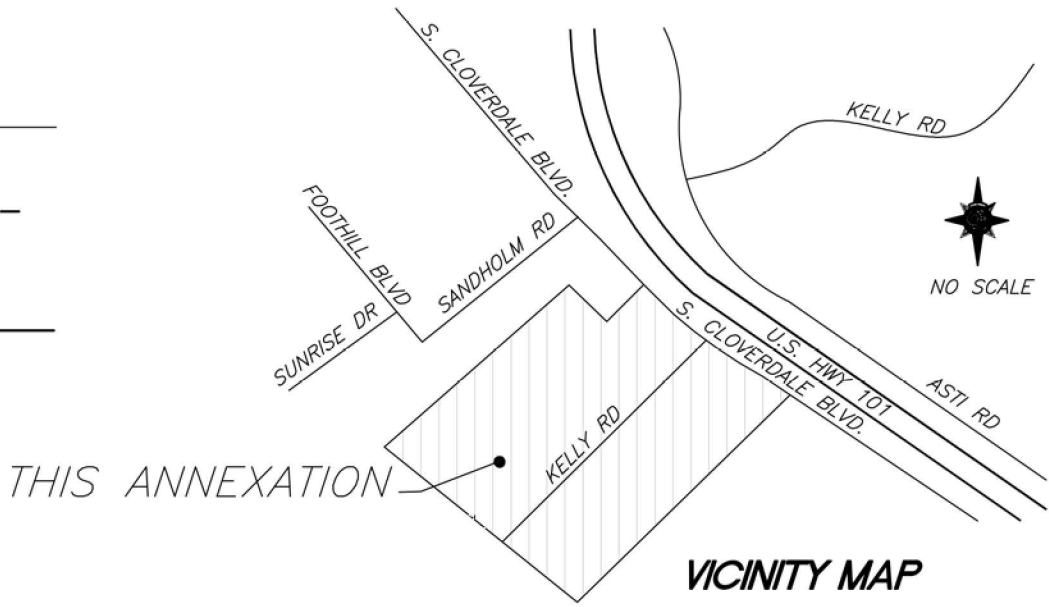 S. CLOVERDALE BLVD.
KELLY RD
FOOTHILL BLVD
SANDHOLM RD
NO SCALE
SUNRISE DR
S. CLOVERDALE BLVD.
U.S. HWY 101
ASTI RD
KELLY RD
THIS ANNEXATION
VICINITY MAP